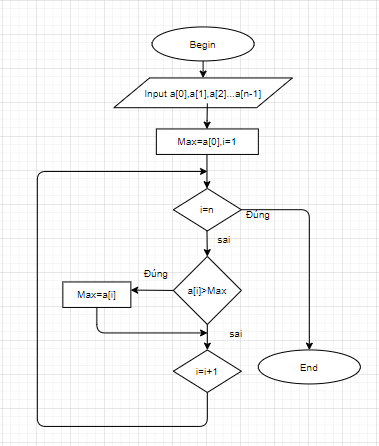 Begin
Input a[0],a[1],a[2]...a[n-1]
Max=a[0],i=1
i=n
Đúng
sai
a[i]>Max
Đúng
Max=a[i]
sai
i=i+1
End